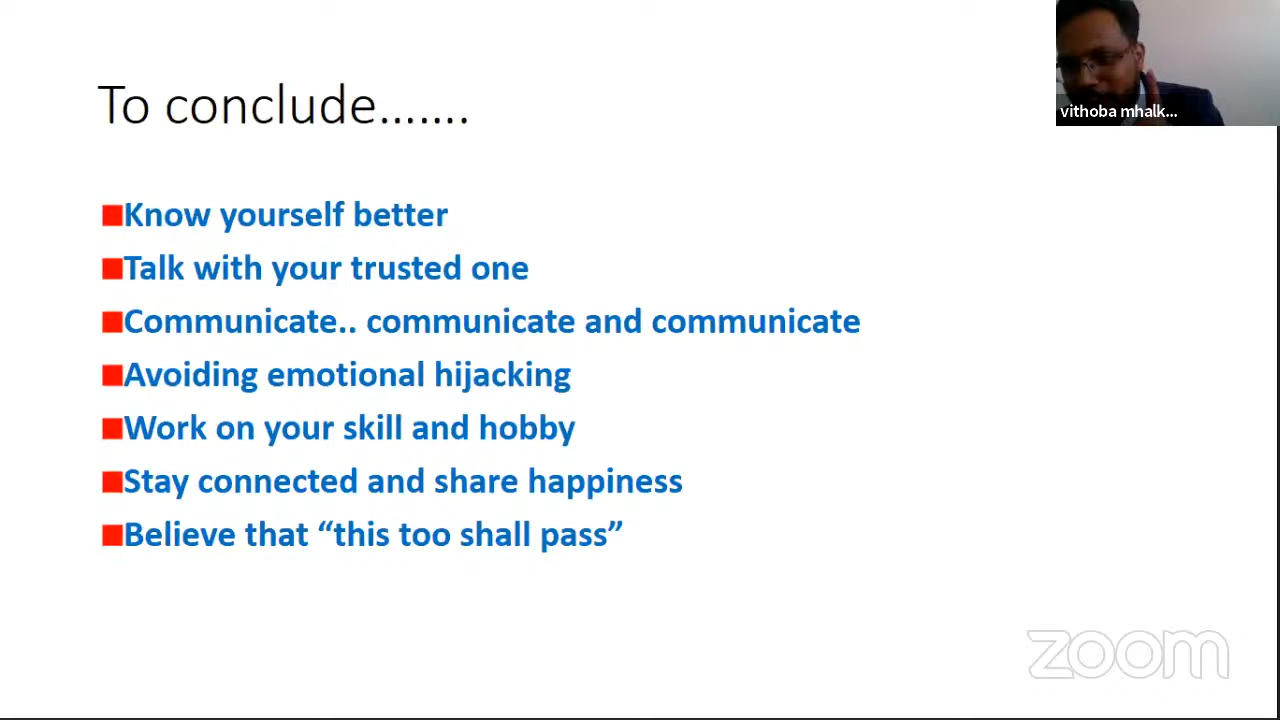 To conclude.......
vithoba mhalk...
Know yourself better
Talk with your trusted one
Communicate.. communicate and communicate
Avoiding emotional hijacking
Work on your skill and hobby
Stay connected and share happiness
Believe that “this too shall pass”
zoom